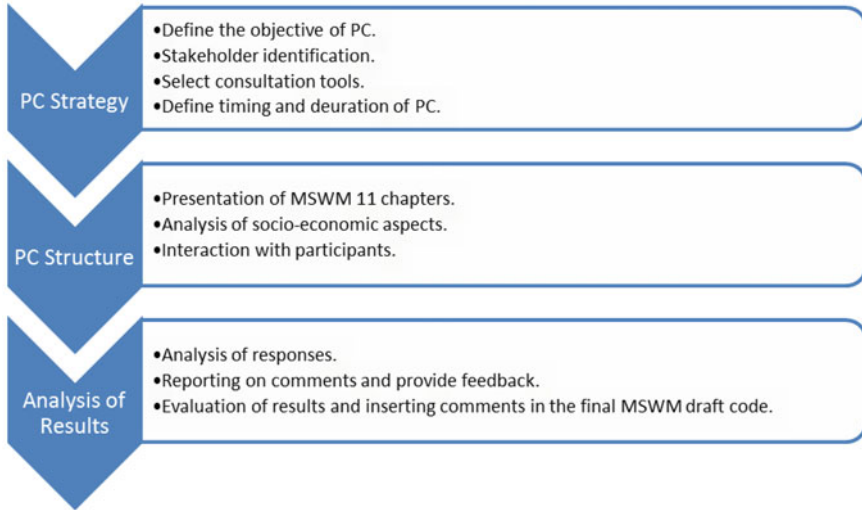 PC Strategy
•Define the objective of PC.
•Stakeholder identification.
•Select consultation tools.
•Define timing and deuration of PC.
PC Structure
•Presentation of MSWM 11 chapters.
•Analysis of socio-economic aspects.
•Interaction with participants.
Analysis of
Results
•Analysis of responses.
•Reporting on comments and provide feedback.
•Evaluation of results and inserting comments in the final MSWM draft code.